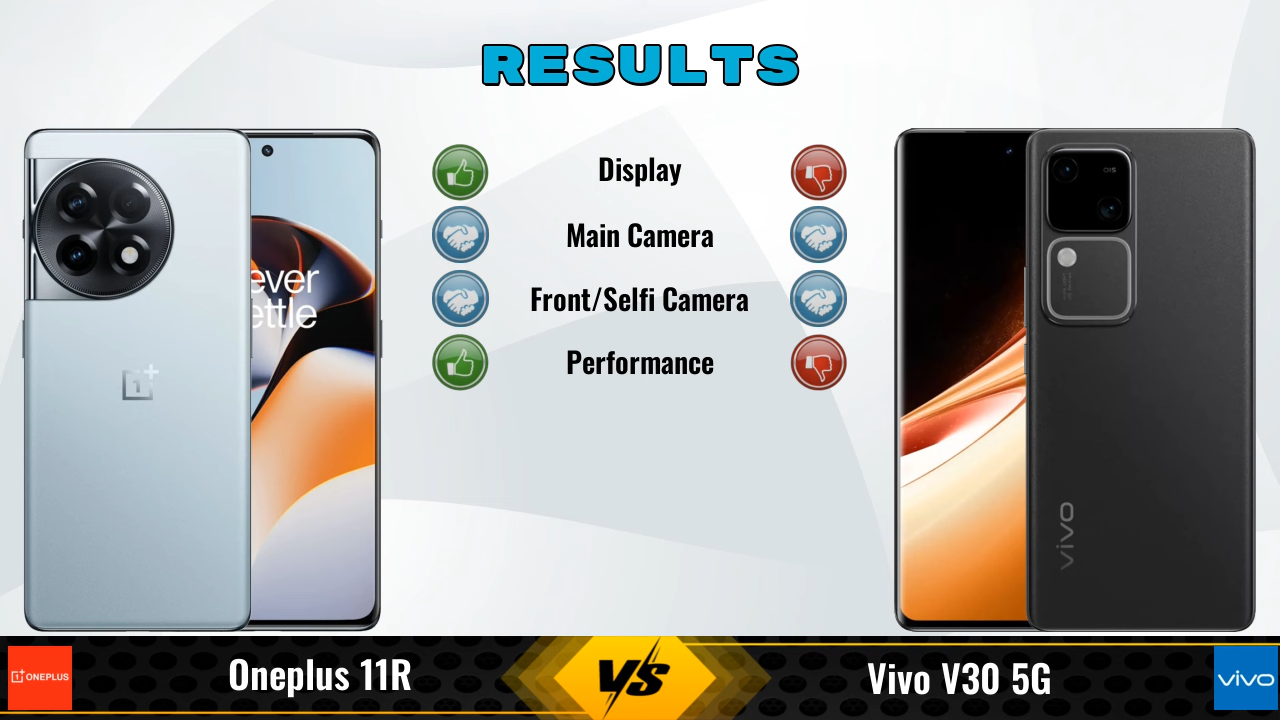 RESULTS
Display
Main Camera
Front/Selfi Camera
Performance
ever
ettle
OIS
vivo
ONEPLUS
Oneplus 11R
VS
Vivo V30 5G
vivo